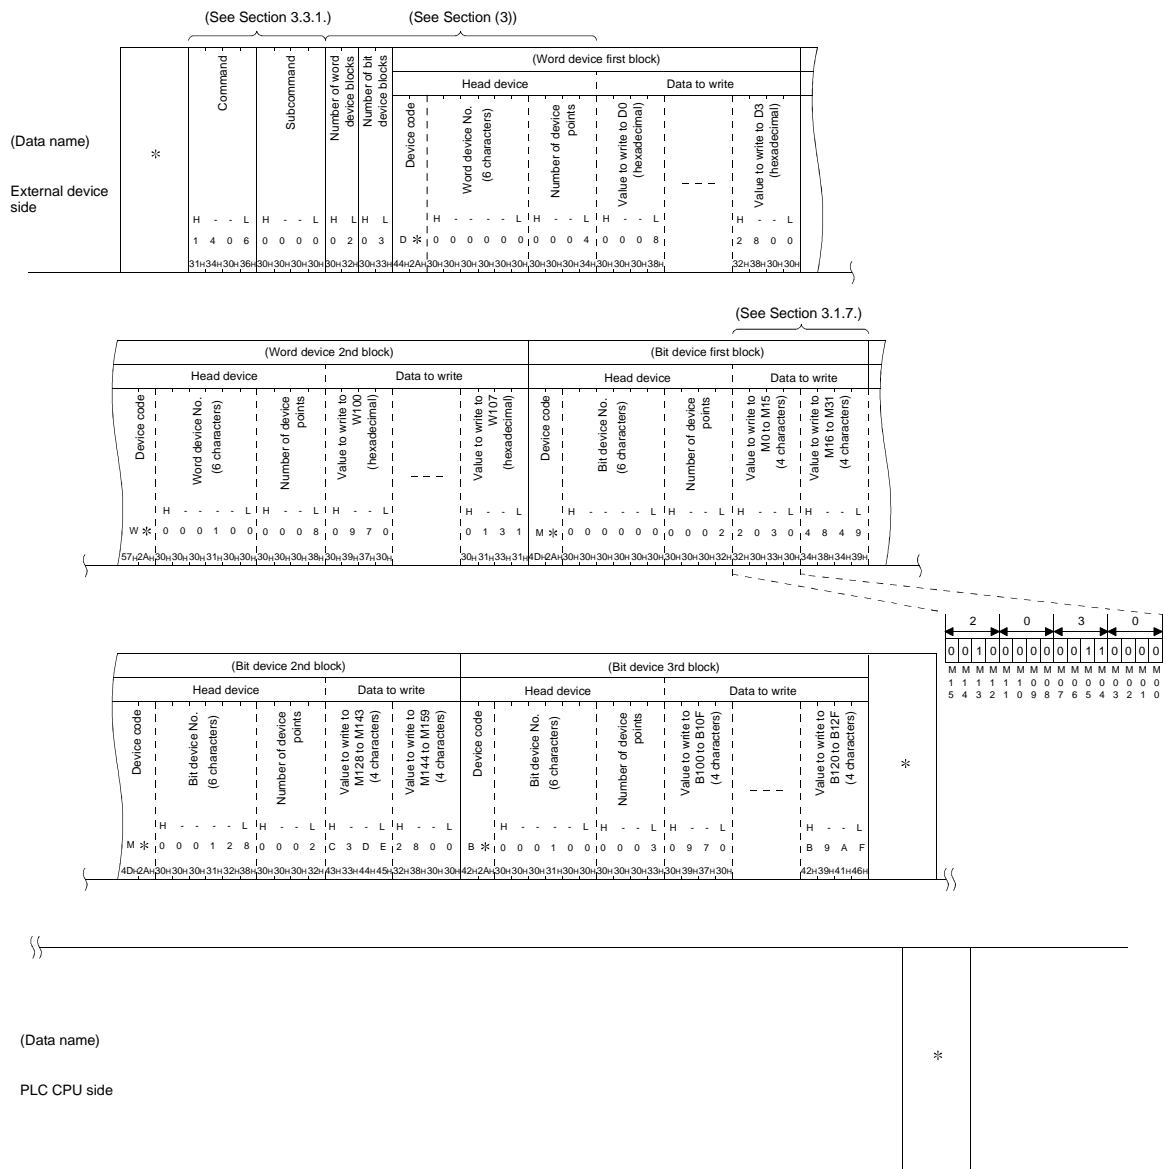 (See Section 3.3.1.) (See Section (3))
(Word device first block)
Head device Data to write
Command
Subcommand
Number of word
device blocks
Number of bit
device blocks
Device code
Word device No.
(6 characters)
Number of device
points
Value to write to D0
(hexadecimal)
Value to write to D3
(hexadecimal)
(Data name)
*
External device
side
H - - L H - - L H L H L H - - - - L H - - L H - - L H - - L
1 4 0 6 0 0 0 0 0 2 0 3 D * 0 0 0 0 0 0 0 0 0 4 0 0 0 8 2 8 0 0
31H 34H 30H 36H 30H 30H 30H 30H 30H 32H 30H 33H 44H 2AH 30H 30H 30H 30H 30H 30H 30H 30H 30H 34H 30H 30H 30H 38H 32H 38H 30H 30H
(See Section 3.1.7.)
(Word device 2nd block) (Bit device first block)
Head device Data to write Head device Data to write
Device code
Word device No.
(6 characters)
Number of device
points
Value to write to
W100
(hexadecimal)
Value to write to
W107
(hexadecimal)
Device code
Bit device No.
(6 characters)
Number of device
points
Value to write to
M0 to M15
(4 characters)
Value to write to
M16 to M31
(4 characters)
H - - - - L H - - L H - - L H - - L H - - - - L H - - L H - - L H - - L
W * 0 0 0 1 0 0 0 0 0 8 0 9 7 0 0 1 3 1 M * 0 0 0 0 0 0 0 0 0 2 2 0 3 0 4 8 4 9
57H 2AH 30H 30H 30H 31H 30H 30H 30H 30H 30H 38H 30H 39H 37H 30H 30H 31H 33H 31H 4DH 2AH 30H 30H 30H 30H 30H 30H 30H 30H 30H 32H 32H 30H 33H 30H 34H 38H 34H 39H
2 0 3 0
0 0 1 0 0 0 0 0 0 0 1 1 0 0 0 0
M M M M M M M M M M M M M M M M
1 1 1 1 1 1 0 0 0 0 0 0 0 0 0 0
5 4 3 2 1 0 9 8 7 6 5 4 3 2 1 0
(Bit device 2nd block) (Bit device 3rd block)
Head device Data to write Head device Data to write
Device code
Bit device No.
(6 characters)
Number of device
points
Value to write to
M128 to M143
(4 characters)
Value to write to
M144 to M159
(4 characters)
Device code
Bit device No.
(6 characters)
Number of device
points
Value to write to
B100 to B10F
(4 characters)
Value to write to
B120 to B12F
(4 characters)
*
H - - - - L H - - L H - - L H - - L H - - - - L H - - L H - - L H - - L
M * 0 0 0 1 2 8 0 0 0 2 C 3 D E 2 8 0 0 B * 0 0 0 1 0 0 0 0 0 3 0 9 7 0 B 9 A F
4DH 2AH 30H 30H 30H 31H 32H 38H 30H 30H 30H 32H 43H 33H 44H 45H 32H 38H 30H 30H 42H 2AH 30H 30H 30H 31H 30H 30H 30H 30H 30H 33H 30H 39H 37H 30H 42H 39H 41H 46H
(Data name)
*
PLC CPU side